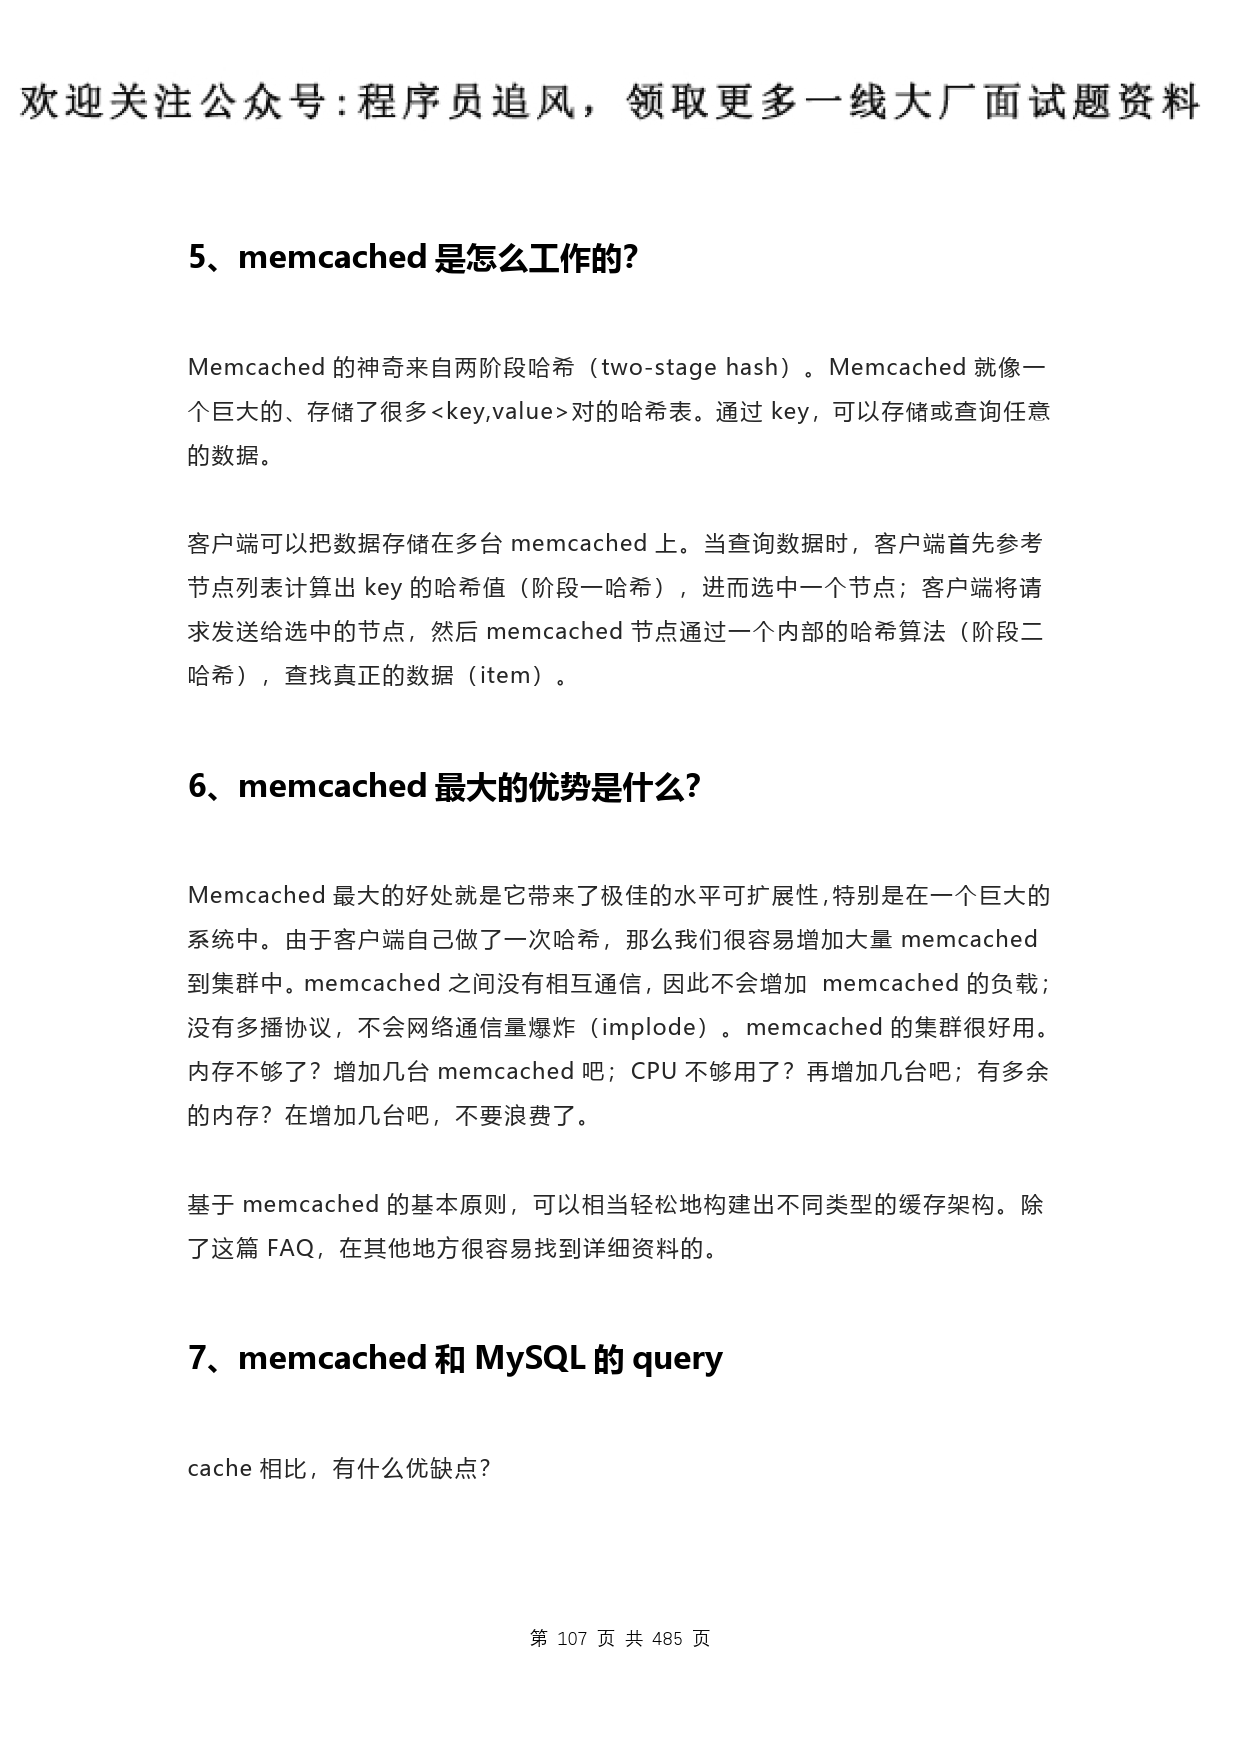 欢迎关注公众号:程序员追风，领取更多一线大厂面试题资料
5、memcached 是怎么工作的？
Memcached 的神奇来自两阶段哈希（two-stage hash）。Memcached 就像一
个巨大的、存储了很多<key,value>对的哈希表。通过 key，可以存储或查询任意
的数据。
客户端可以把数据存储在多台 memcached 上。当查询数据时，客户端首先参考
节点列表计算出 key 的哈希值（阶段一哈希），进而选中一个节点；客户端将请
求发送给选中的节点，然后 memcached 节点通过一个内部的哈希算法（阶段二
哈希），查找真正的数据（item）。
6、memcached 最大的优势是什么？
Memcached 最大的好处就是它带来了极佳的水平可扩展性,特别是在一个巨大的
系统中。由于客户端自己做了一次哈希，那么我们很容易增加大量 memcached
到集群中。memcached 之间没有相互通信，因此不会增加 memcached 的负载；
没有多播协议，不会网络通信量爆炸（implode）。memcached 的集群很好用。
内存不够了？增加几台 memcached 吧；CPU 不够用了？再增加几台吧；有多余
的内存？在增加几台吧，不要浪费了。
基于 memcached 的基本原则，可以相当轻松地构建出不同类型的缓存架构。除
了这篇 FAQ，在其他地方很容易找到详细资料的。
7、memcached 和 MySQL 的 query
cache 相比，有什么优缺点？
第 107 页 共 485 页